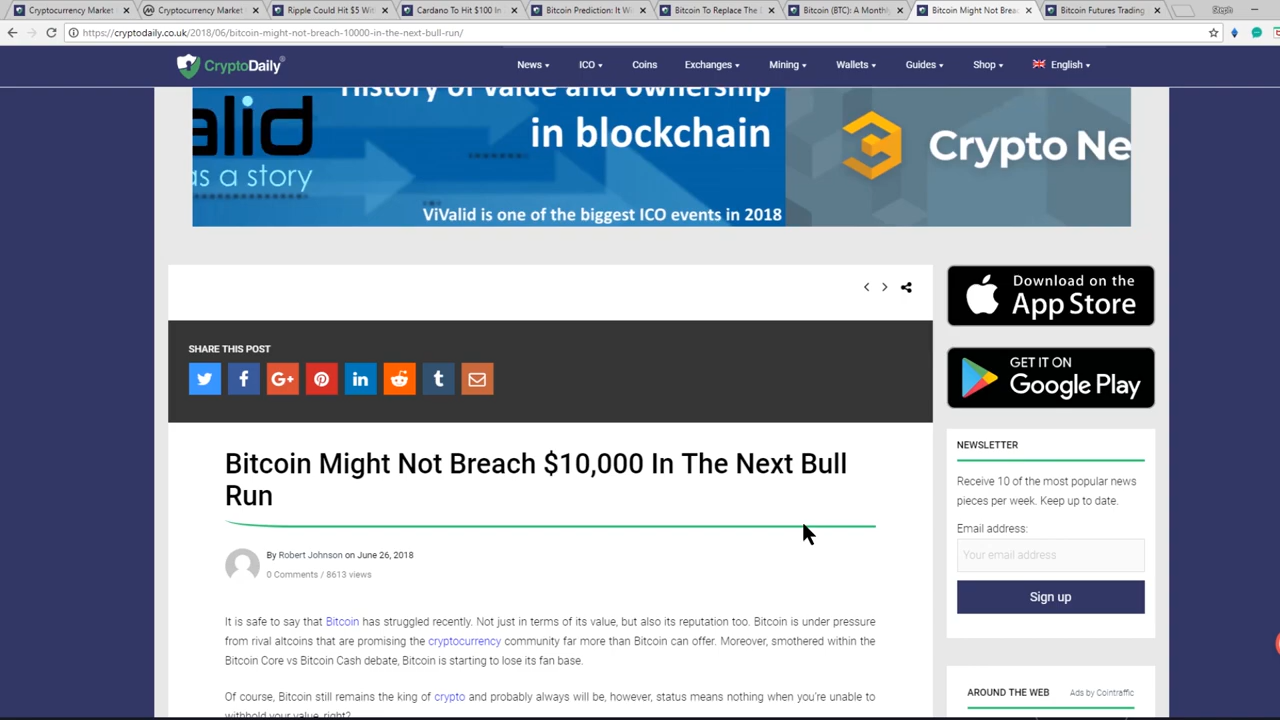 Cryptocurrency Market
Cryptocurrency Market
Ripple Could Hit $5 Wit
Cardano To Hit $100 In
Bitcoin Prediction: It W
Bitcoin To Replace The
Bitcoin (BTC): A Monthly
Bitcoin Might Not Brea
Bitcoin Futures Trading
https://cryptodaily.co.uk/2018/06/bitcoin-might-not-breach-10000-in-the-next-bull-run/
CryptoDaily
News
ICO
Coins
Exchanges
Mining
Wallets
Guides
Shop
English
History of value and ownership
in blockchain
alid
as a story
ViValid is one of the biggest ICO events in 2018
Crypto Ne
Download on the
App Store
SHARE THIS POST
GET IT ON
Google Play
Bitcoin Might Not Breach $10,000 In The Next Bull
Run
By Robert Johnson on June 26, 2018
0 Comments / 8613 views
It is safe to say that Bitcoin has struggled recently. Not just in terms of its value, but also its reputation too. Bitcoin is under pressure
from rival altcoins that are promising the cryptocurrency community far more than Bitcoin can offer. Moreover, smothered within the
Bitcoin Core vs Bitcoin Cash debate, Bitcoin is starting to lose its fan base.
Of course, Bitcoin still remains the king of crypto and probably always will be, however, status means nothing when you're unable to
withhold your value, right?
NEWSLETTER
Receive 10 of the most popular news
pieces per week. Keep up to date.
Email address:
Your email address
Sign up
AROUND THE WEB
Ads by Cointraffic